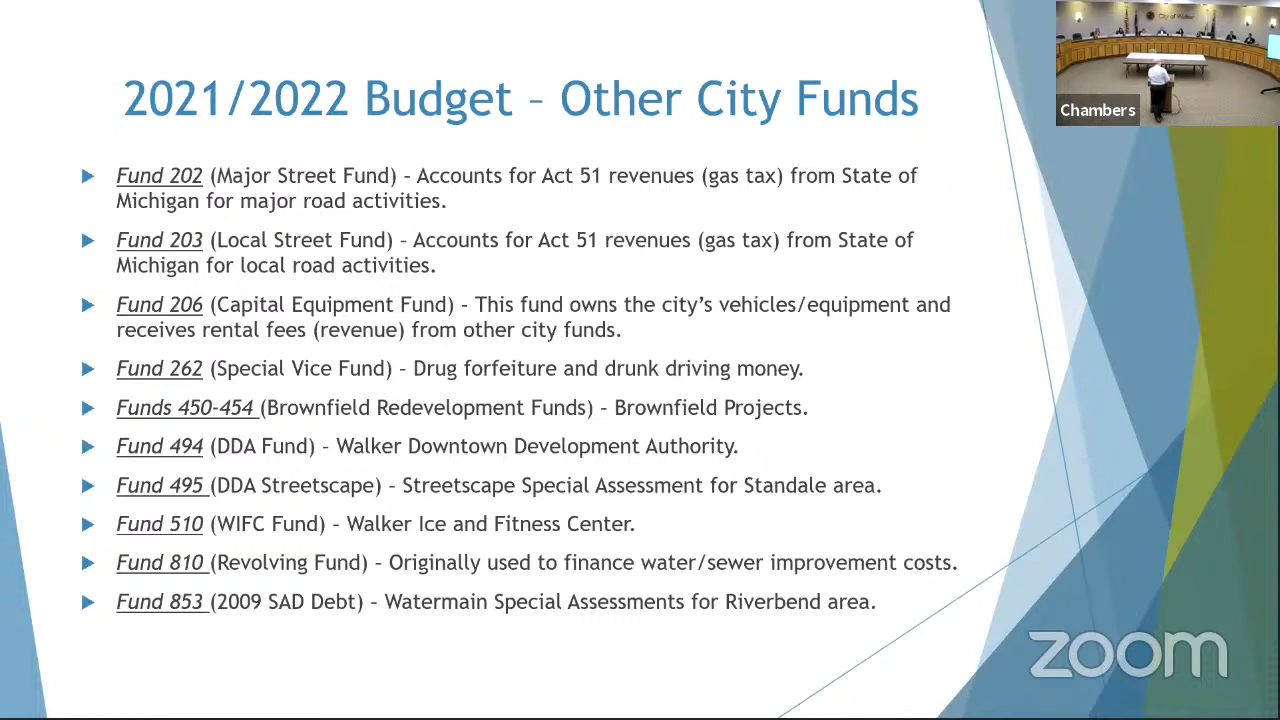 2021/2022 Budget – Other City Funds
City of Walker
Chambers
Fund 202 (Major Street Fund) – Accounts for Act 51 revenues (gas tax) from State of
Michigan for major road activities.
Fund 203 (Local Street Fund) – Accounts for Act 51 revenues (gas tax) from State of
Michigan for local road activities.
Fund 206 (Capital Equipment Fund) - This fund owns the city’s vehicles/equipment and
receives rental fees (revenue) from other city funds.
Fund 262 (Special Vice Fund) – Drug forfeiture and drunk driving money.
Funds 450-454 (Brownfield Redevelopment Funds) – Brownfield Projects.
Fund 494 (DDA Fund) – Walker Downtown Development Authority.
Fund 495 (DDA Streetscape) – Streetscape Special Assessment for Standale area.
Fund 510 (WIFC Fund) – Walker Ice and Fitness Center.
Fund 810 (Revolving Fund) – Originally used to finance water/sewer improvement costs.
Fund 853 (2009 SAD Debt) – Watermain Special Assessments for Riverbend area.
zoom